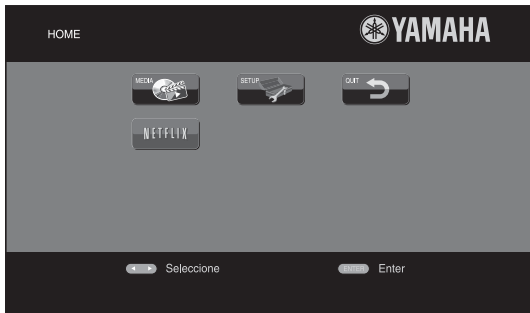 HOME
YAMAHA
MEDIA
SETUP
QUIT
NETFLIX
Seleccione
ENTER Enter